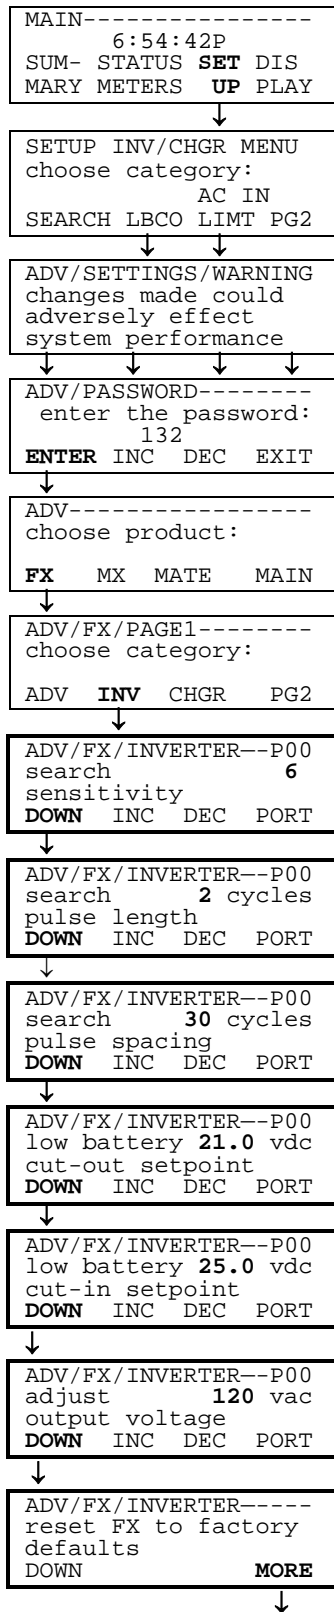 MAIN-----------------
6:54:42P
SUM- STATUS SET DIS
MARY METERS UP PLAY
SETUP INV/CHGR MENU
choose category:
AC IN
SEARCH LBCO LIMT PG2
ADV/SETTINGS/WARNING
changes made could
adversely effect
system performance
ADV/PASSWORD--------
enter the password:
132
ENTER INC DEC EXIT
ADV-----------------
choose product:
FX MX MATE MAIN
ADV/FX/PAGE1--------
choose category:
ADV INV CHGR PG2
ADV/FX/INVERTER—-P00
search 6
sensitivity
DOWN INC DEC PORT
ADV/FX/INVERTER—-P00
search 2 cycles
pulse length
DOWN INC DEC PORT
ADV/FX/INVERTER—-P00
search 30 cycles
pulse spacing
DOWN INC DEC PORT
ADV/FX/INVERTER—-P00
low battery 21.0 vdc
cut-out setpoint
DOWN INC DEC PORT
ADV/FX/INVERTER—-P00
low battery 25.0 vdc
cut-in setpoint
DOWN INC DEC PORT
ADV/FX/INVERTER—-P00
adjust 120 vac
output voltage
DOWN INC DEC PORT
ADV/FX/INVERTER—----
reset FX to factory
defaults
DOWN MORE